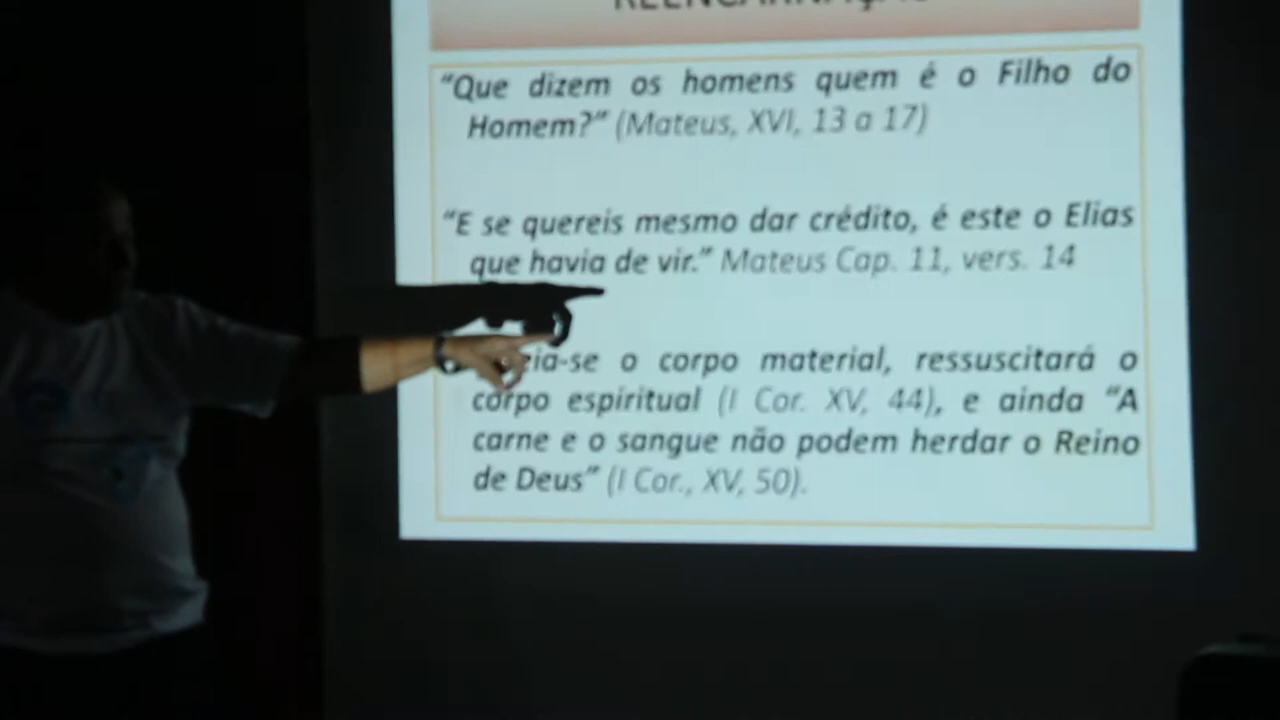 REENCARNAÇÃO
“Que dizem os homens quem é o Filho do
Homem?” (Mateus, XVI, 13 a 17)
“E se quereis mesmo dar crédito, é este o Elias
que havia de vir.” Mateus Cap. 11, vers. 14
o corpo material, ressuscitará o
corpo espiritual (I Cor. XV, 44), e ainda “A
carne e o sangue não podem herdar o Reino
de Deus” (I Cor., XV, 50).